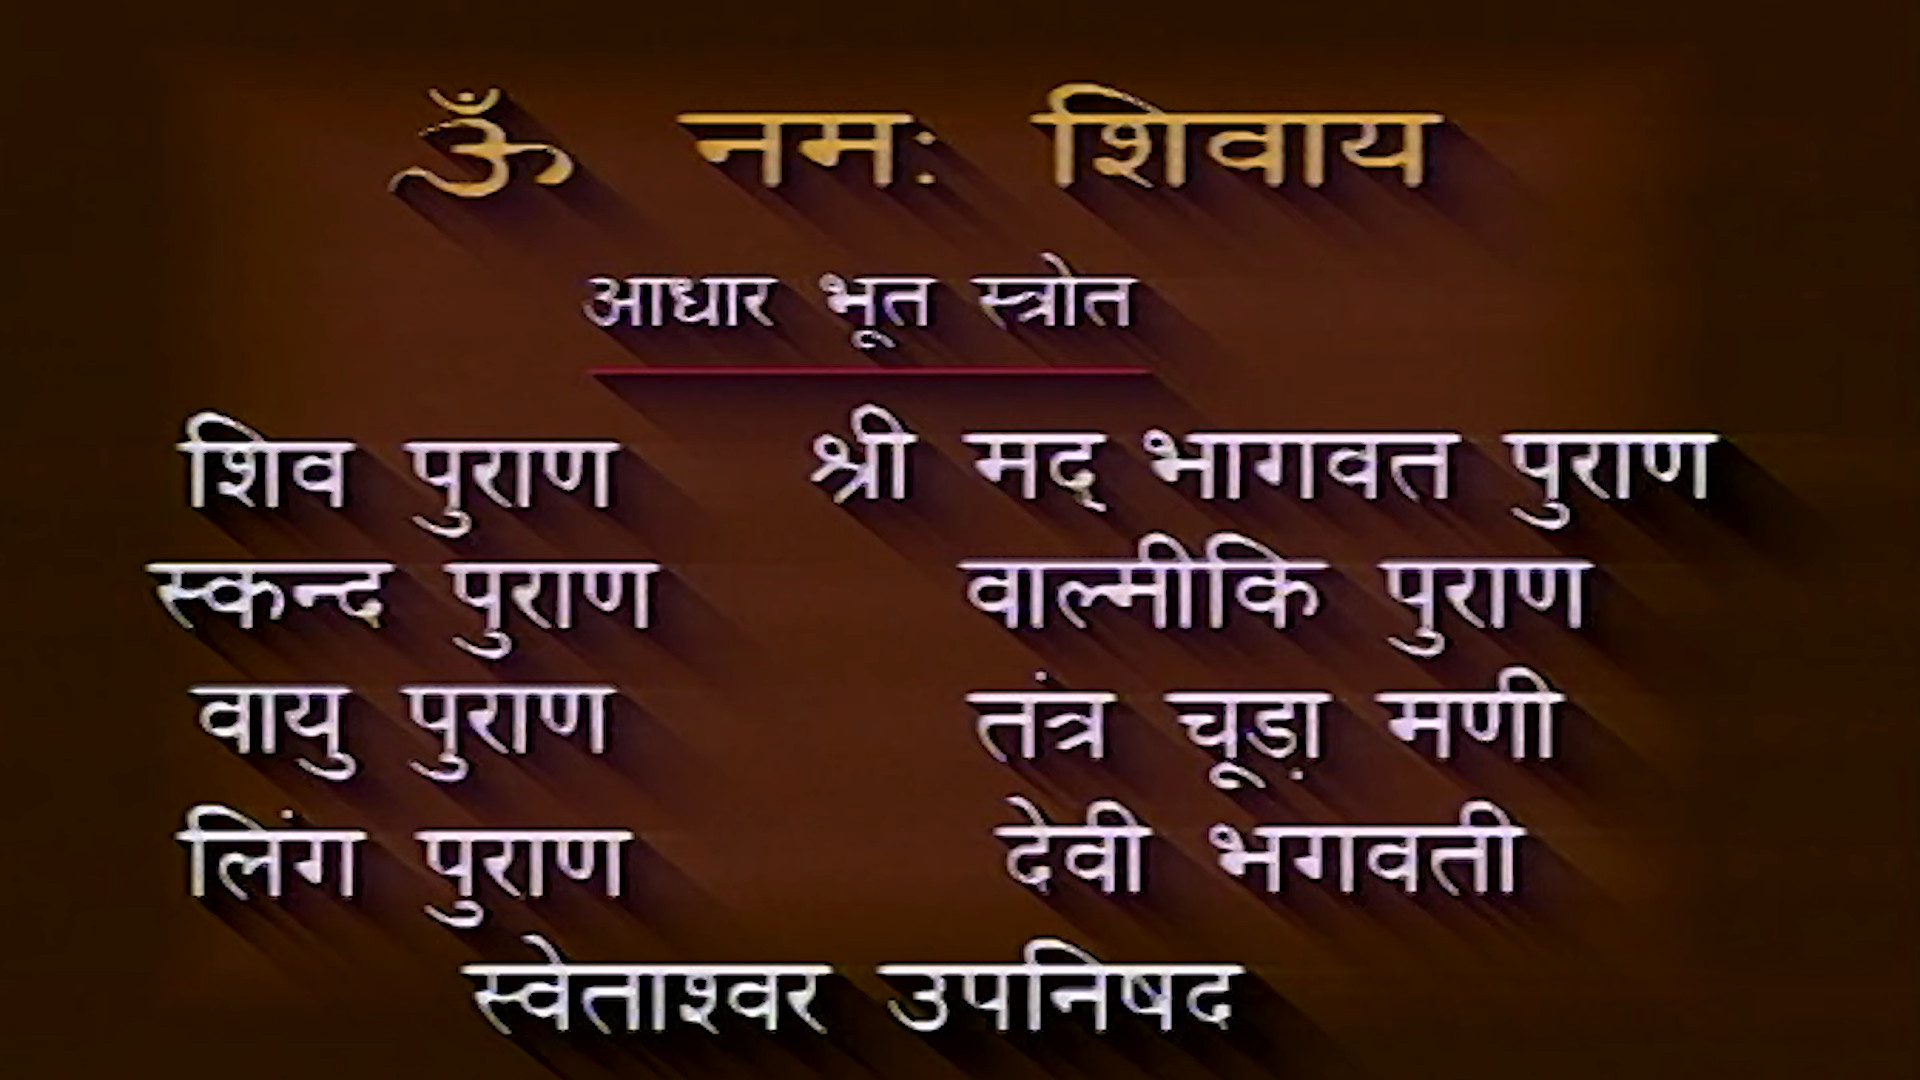 ॐ नम: शिवाय
आधार भूत स्त्रोत
शिव पुराण श्री मद् भागवत पुराण
स्कन्द पुराण वाल्मीकि पुराण
वायु पुराण तंत्र चूड़ा मणी
लिंग पुराण देवी भगवती
स्वेताश्वर उपनिषद